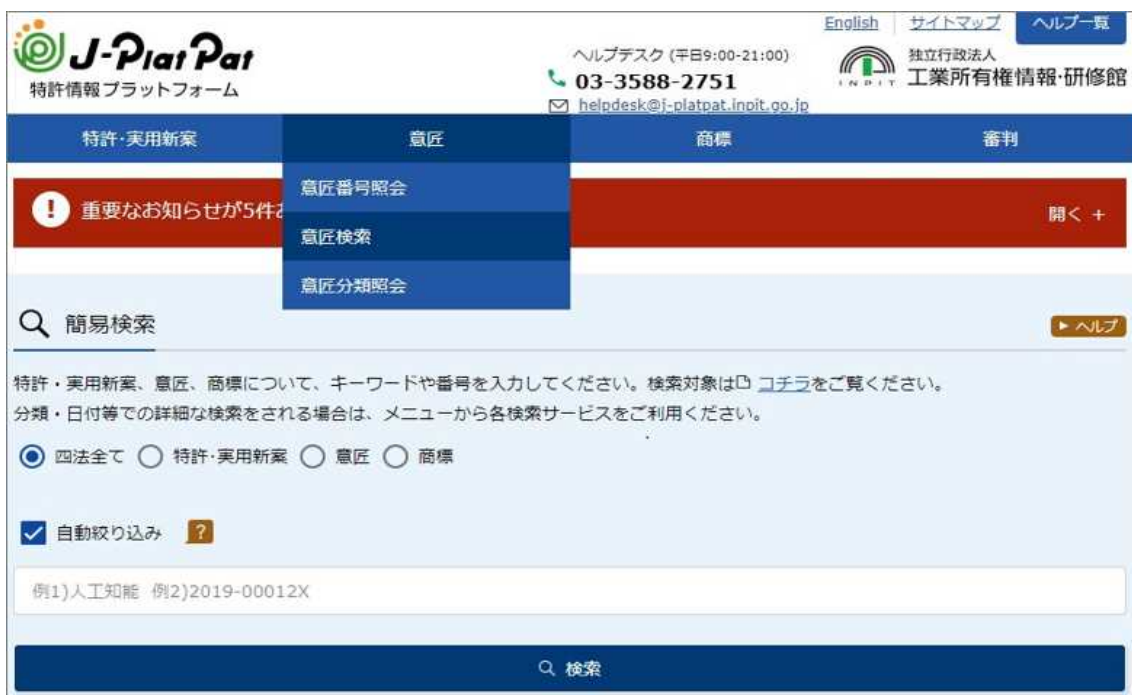 English サイトマップ ヘルプ一覧
J-PlatPat
特許情報プラットフォーム
ヘルプデスク (平日9:00-21:00)
03-3588-2751
helpdesk@j-platpat.inpit.go.jp
INPIT
独立行政法人
工業所有権情報・研修館
特許・実用新案 意匠 商標 審判
意匠番号照会
意匠検索
意匠分類照会
! 重要なお知らせが5件 開く +
簡易検索 ヘルプ
特許・実用新案、意匠、商標について、キーワードや番号を入力してください。検索対象は コチラをご覧ください。
分類・日付等での詳細な検索をされる場合は、メニューから各検索サービスをご利用ください。
四法全て 特許・実用新案 意匠 商標
自動絞り込み ?
例1)人工知能 例2)2019-00012X
検索